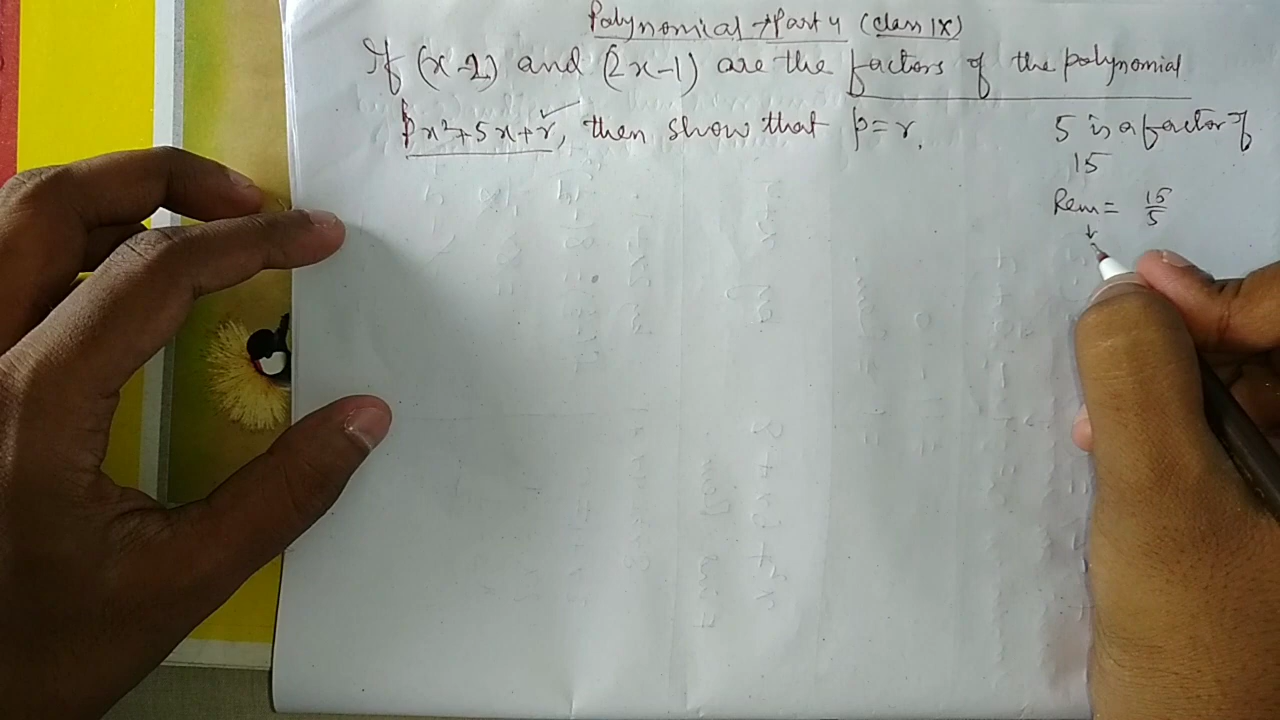 Polynomial → Part 4 (class IX)
If (x-2) and (2x-1) are the factors of the polynomial
px²+5x+r, then show that p=r.
5 is a factor of
15
Rem = 15/5
↓